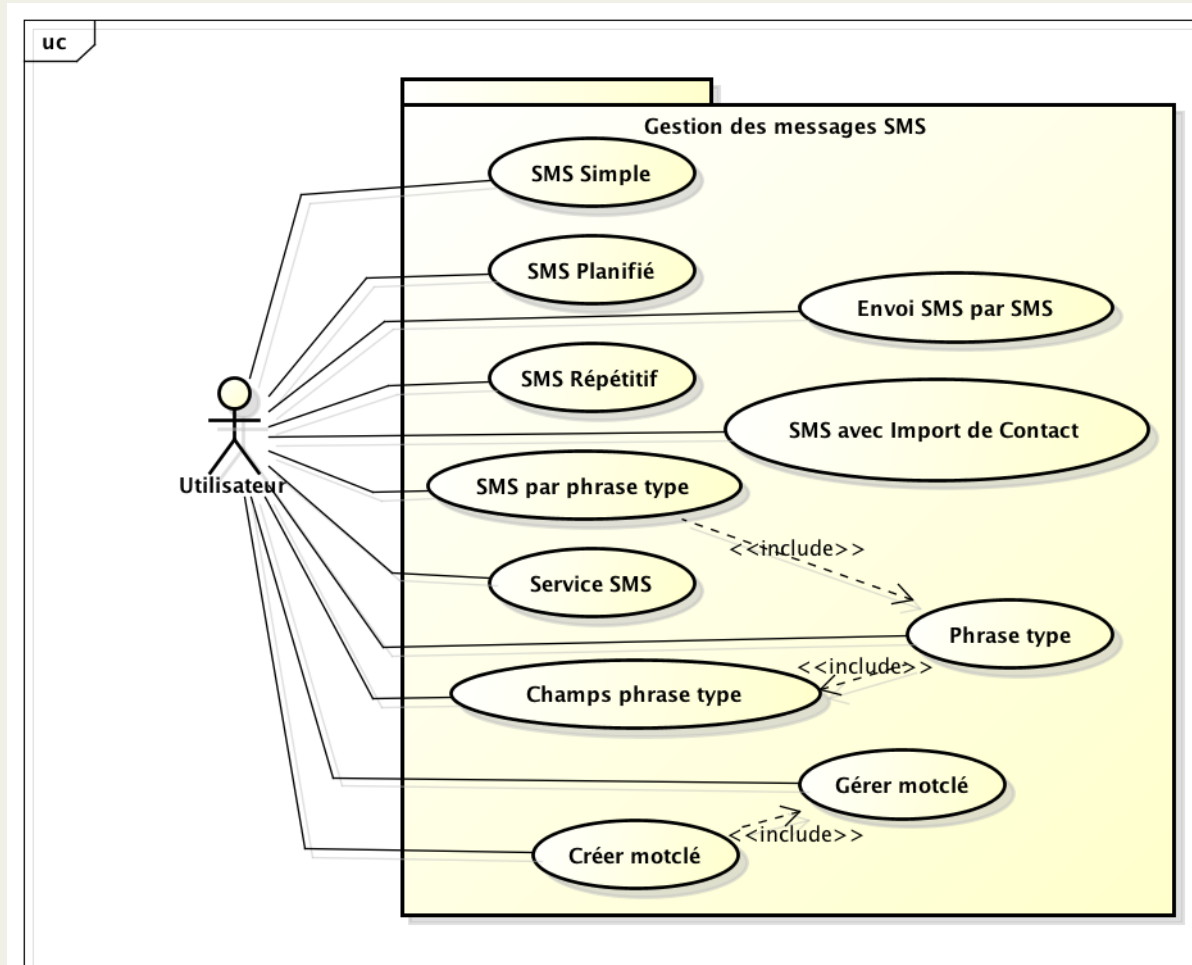 uc
Gestion des messages SMS
SMS Simple
SMS Planifié
Envoi SMS par SMS
SMS Répétitif
SMS avec Import de Contact
Utilisateur
SMS par phrase type
<<include>>
Service SMS
Phrase type
<<include>>
Champs phrase type
Gérer motclé
<<include>>
Créer motclé